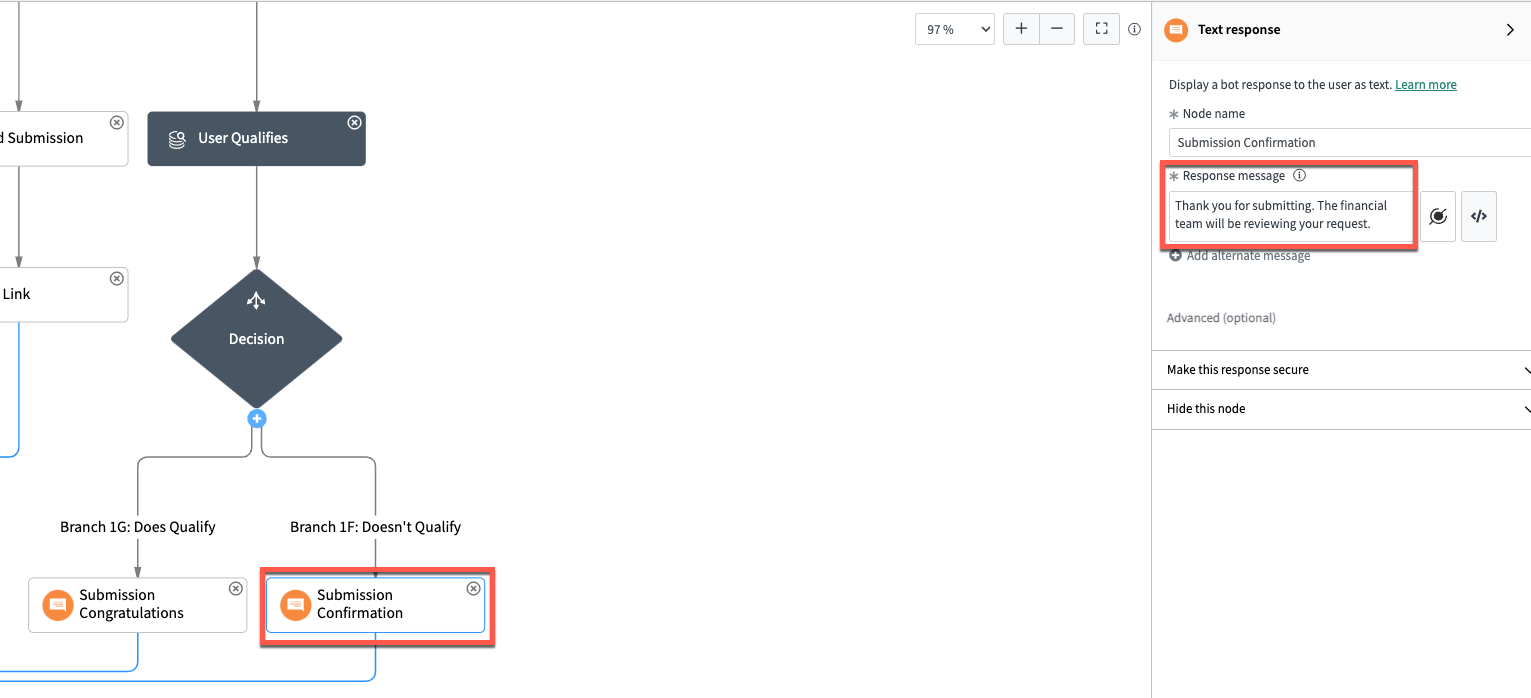 97 %
Text response
Display a bot response to the user as text. Learn more
Node name
Submission Confirmation
Response message
Thank you for submitting. The financial
team will be reviewing your request.
</>
Add alternate message
Advanced (optional)
Make this response secure
Hide this node
d Submission
User Qualifies
Link
Decision
Branch 1G: Does Qualify
Branch 1F: Doesn't Qualify
Submission
Congratulations
Submission
Confirmation